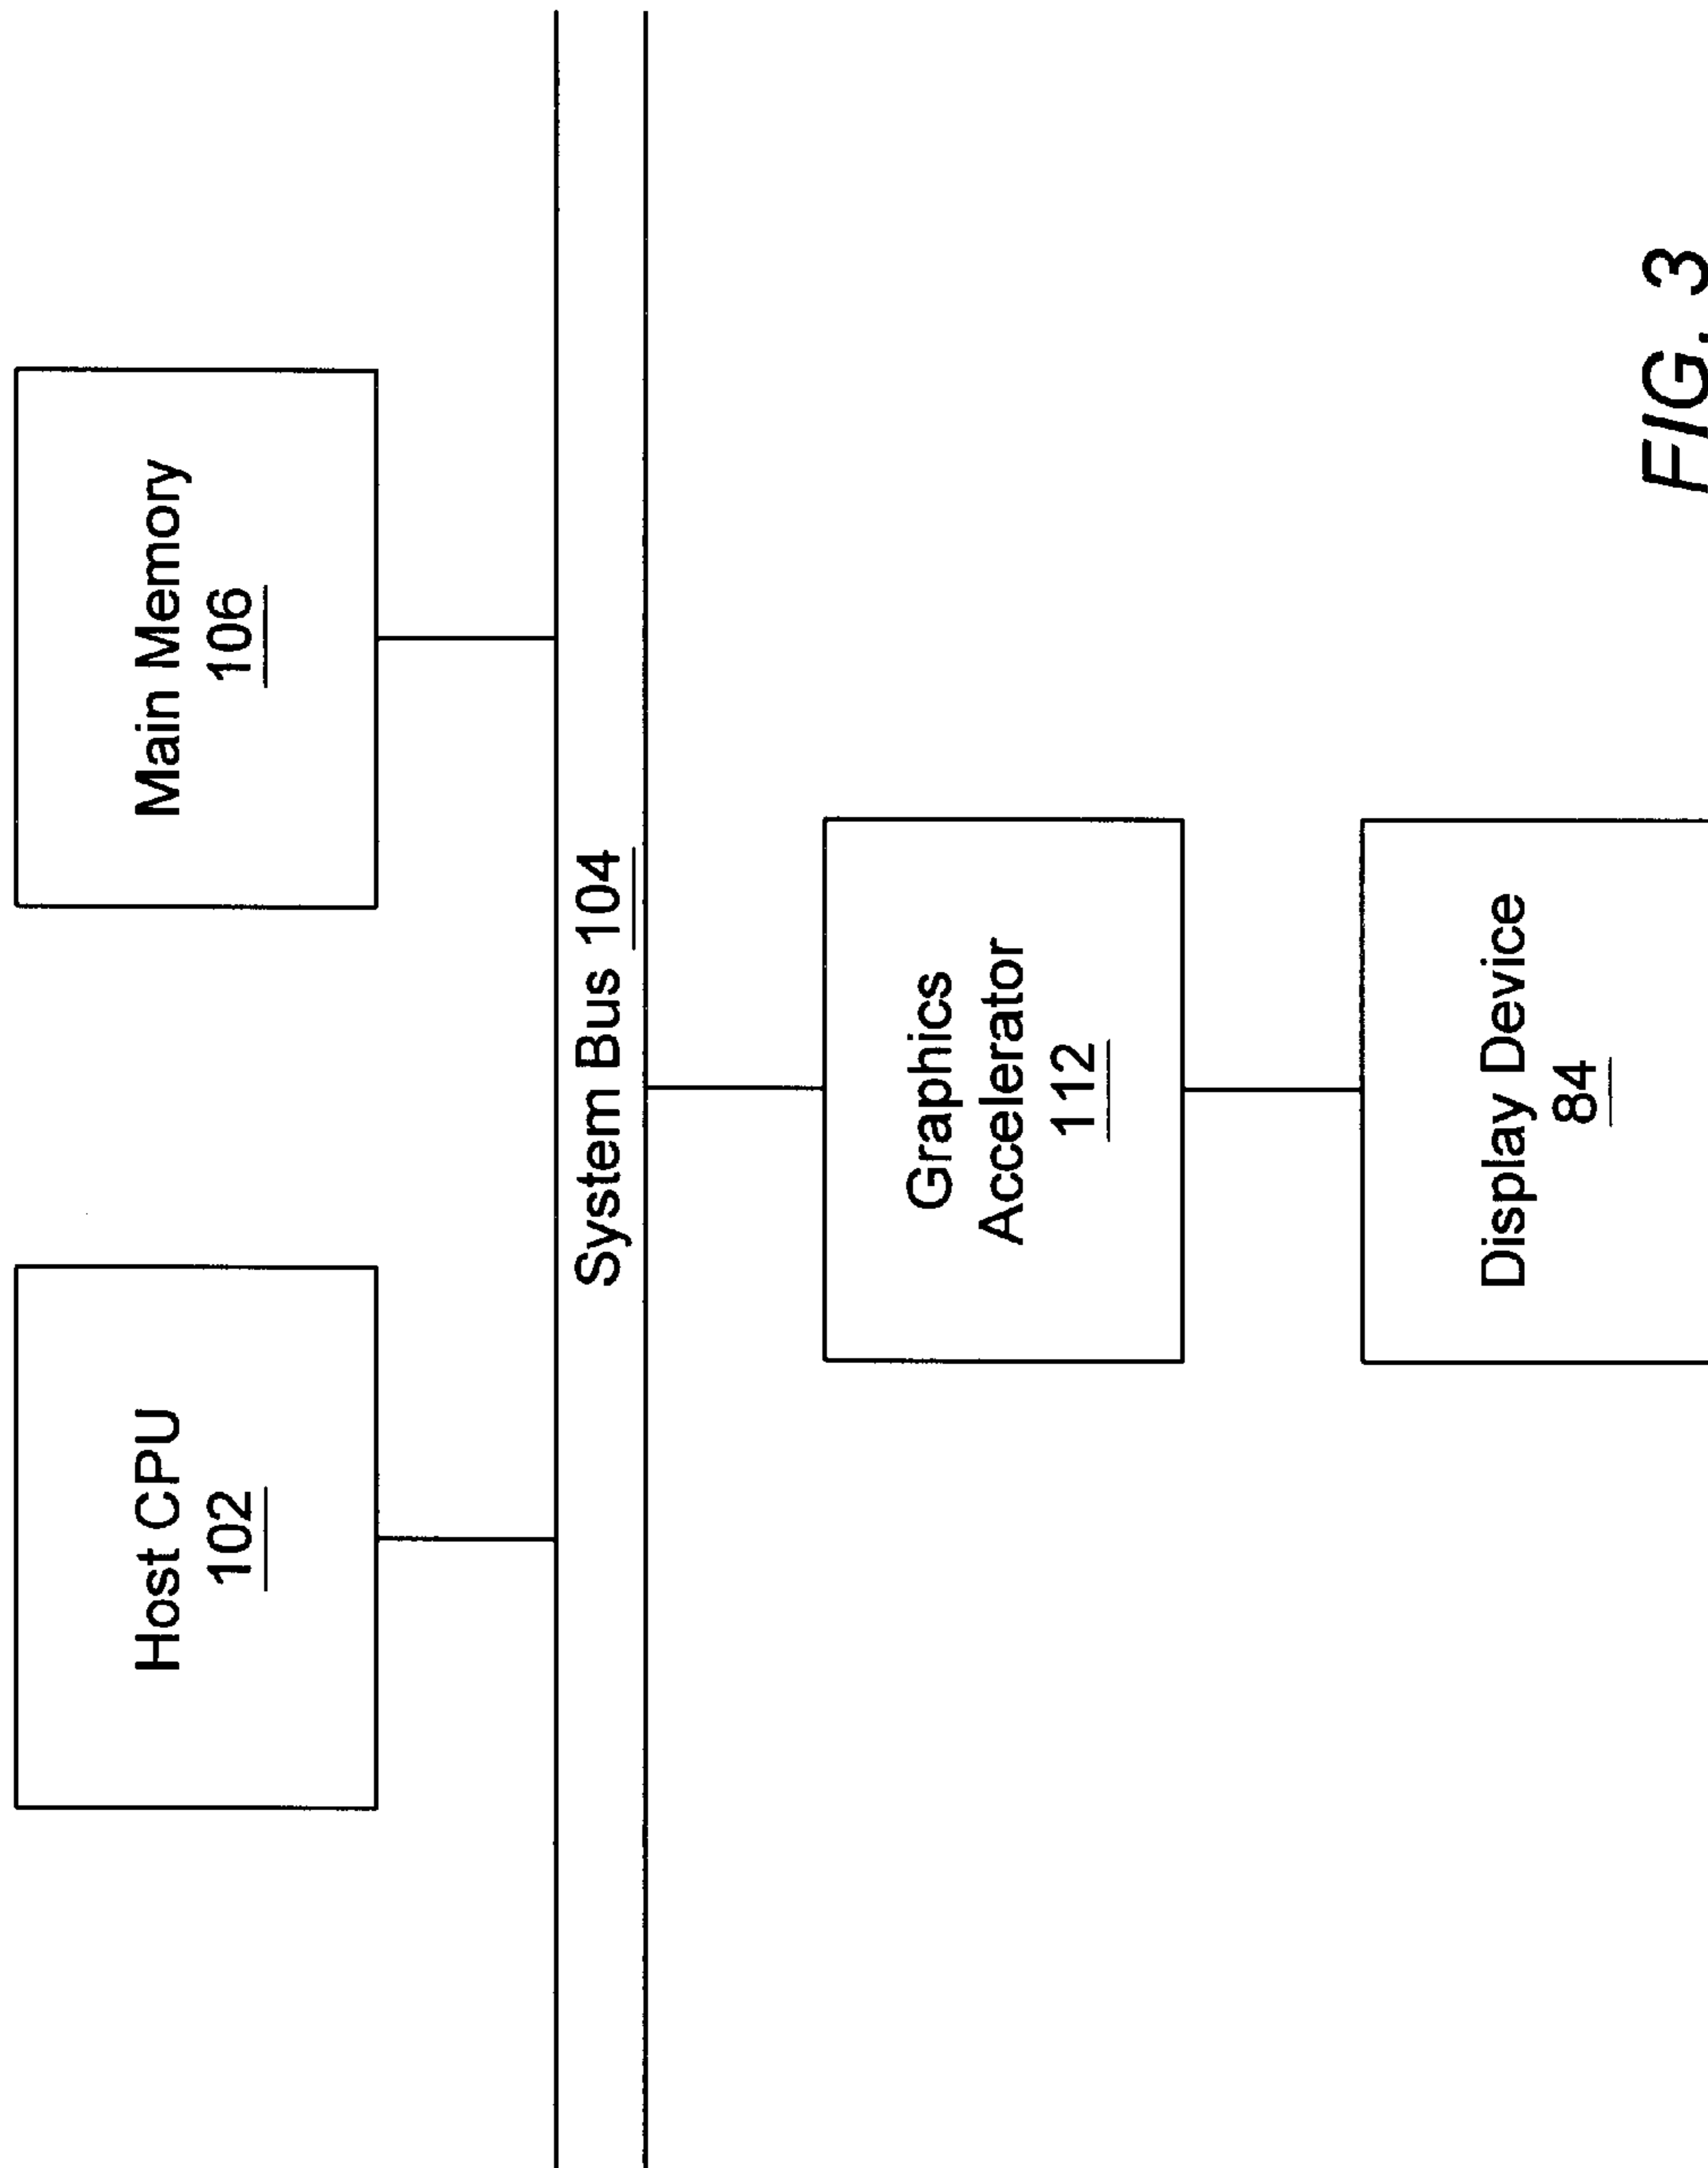 Host CPU
102
Main Memory
106
System Bus 104
Graphics
Accelerator
112
Display Device
84
FIG. 3